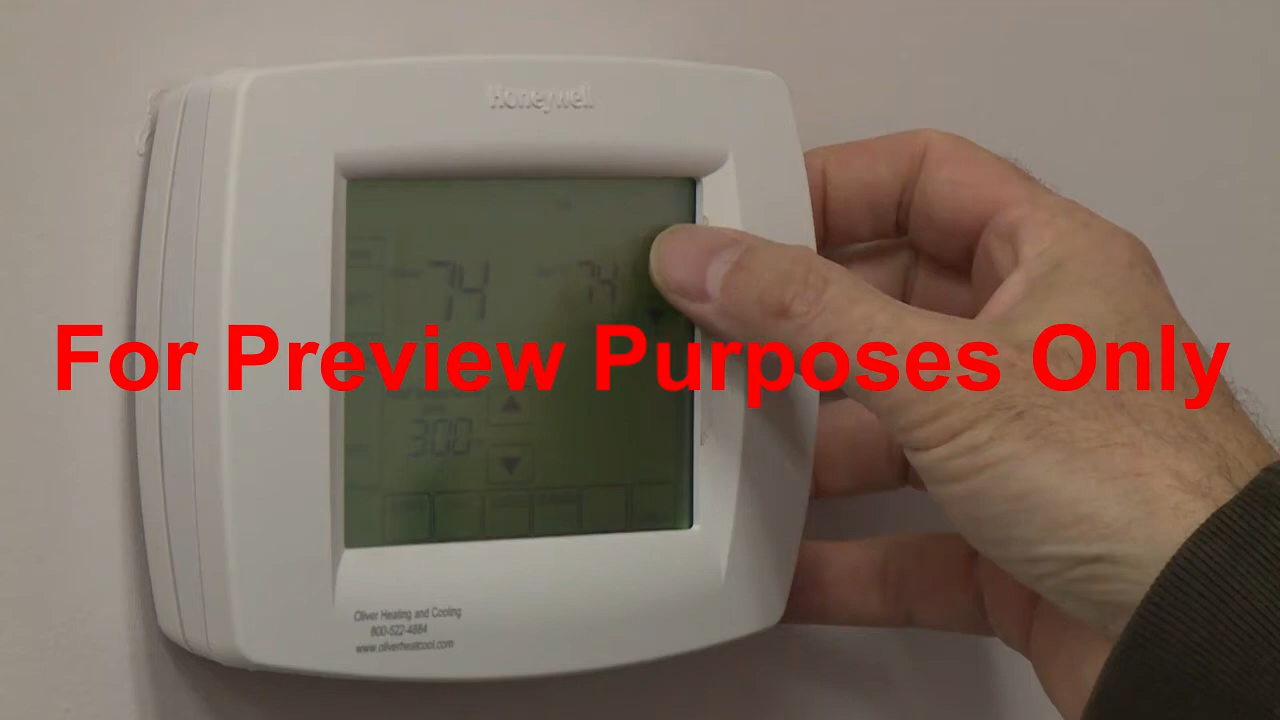 Honeywell
74 74
For Preview Purposes Only
3:00
Oliver Heating and Cooling
800-522-4884
www.oliverheatcool.com